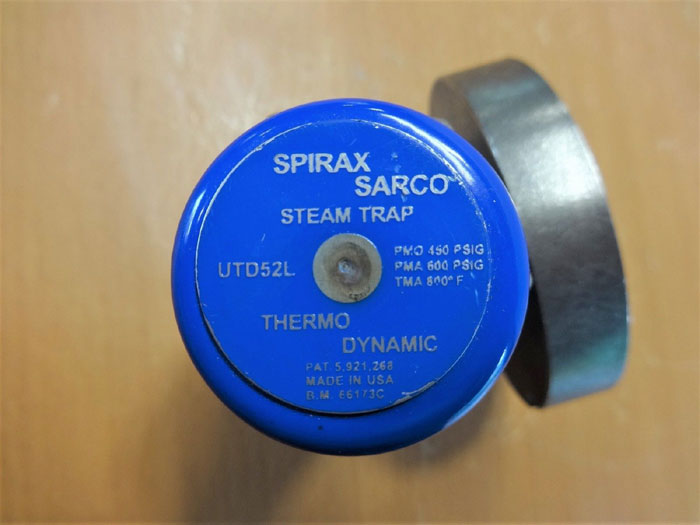 SPIRAX
SARCO
STEAM TRAP
UTD52L
PMO 450 PSIG
PMA 600 PSIG
TMA 800° F
THERMO
DYNAMIC
PAT. 5,921,268
MADE IN USA
B.M. 6617/3C